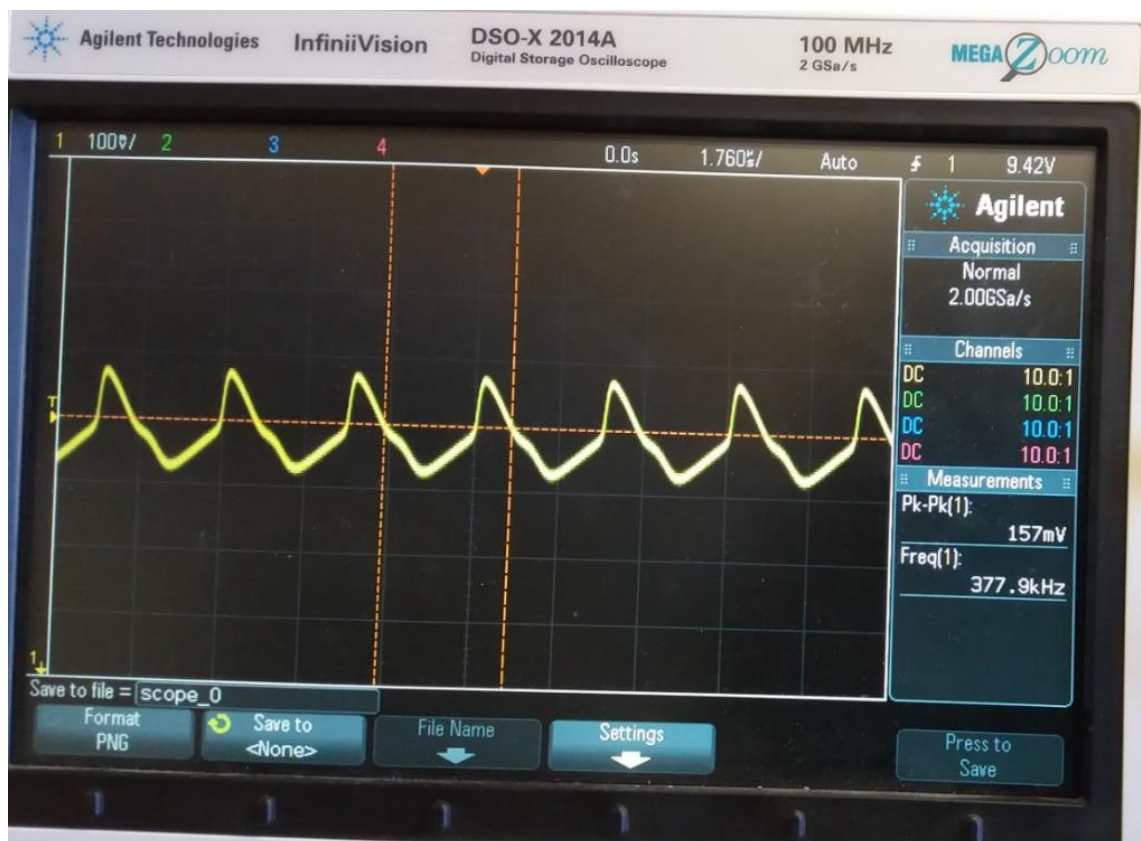 Agilent Technologies InfiniiVision DSO-X 2014A 100 MHz MEGA Zoom
Digital Storage Oscilloscope 2 GSa/s
1 100mV/ 2 3 4 0.0s 1.760µs/ Auto 1 9.42V
Agilent
Acquisition
Normal
2.00GSa/s
Channels
DC 10.0:1
DC 10.0:1
DC 10.0:1
DC 10.0:1
Measurements
Pk-Pk(1):
157mV
Freq(1):
377.9kHz
T
1
Save to file = scope_0
Format
PNG
Save to
<None>
File Name
Settings
Press to
Save